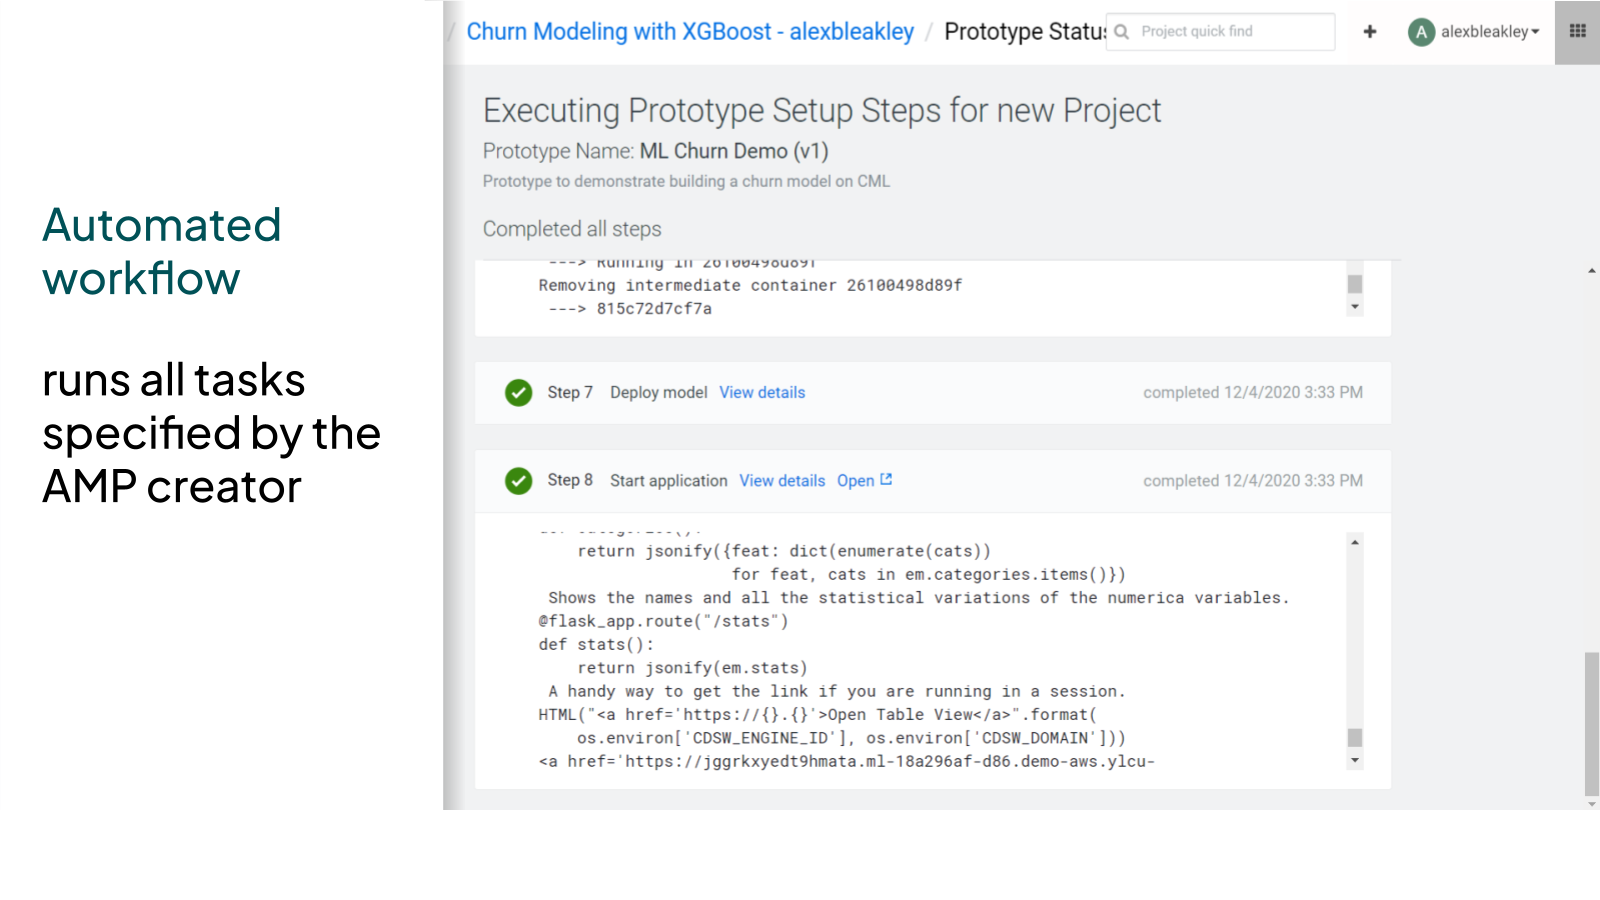 Automated
workflow
runs all tasks
specified by the
AMP creator
/ Churn Modeling with XGBoost - alexbleakley / Prototype Status
Project quick find
+
A alexbleakley
Executing Prototype Setup Steps for new Project
Prototype Name: ML Churn Demo (v1)
Prototype to demonstrate building a churn model on CML
Completed all steps
---> Running in 26100498d89f
Removing intermediate container 26100498d89f
---> 815c72d7cf7a
Step 7 Deploy model View details completed 12/4/2020 3:33 PM
Step 8 Start application View details Open completed 12/4/2020 3:33 PM
def categories():
return jsonify({feat: dict(enumerate(cats))
for feat, cats in em.categories.items()})
Shows the names and all the statistical variations of the numerica variables.
@flask_app.route("/stats")
def stats():
return jsonify(em.stats)
A handy way to get the link if you are running in a session.
HTML("<a href='https://{}.{}'>Open Table View</a>".format(
os.environ['CDSW_ENGINE_ID'], os.environ['CDSW_DOMAIN']))
<a href='https://jggrkxyedt9hmata.ml-18a296af-d86.demo-aws.ylcu-